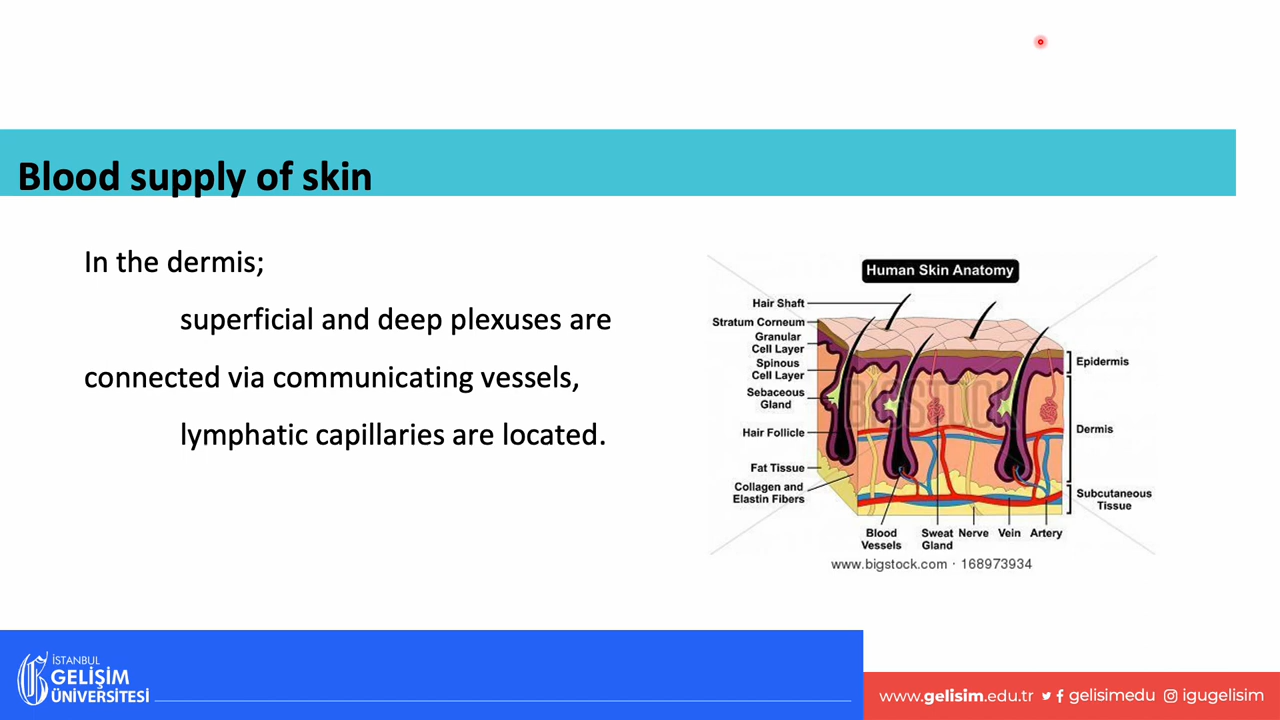 Blood supply of skin
In the dermis;
superficial and deep plexuses are
connected via communicating vessels,
lymphatic capillaries are located.
Human Skin Anatomy
Hair Shaft
Stratum Corneum
Granular
Cell Layer
Spinous
Cell Layer
Sebaceous
Gland
Hair Follicle
Fat Tissue
Collagen and
Elastin Fibers
Epidermis
Dermis
Subcutaneous
Tissue
Blood
Vessels
Sweat
Gland
Nerve
Vein
Artery
BIGSTOCK
www.bigstock.com · 168973934
İSTANBUL
GELİŞİM
ÜNİVERSİTESİ
www.gelisim.edu.tr gelisimedu igugelisim